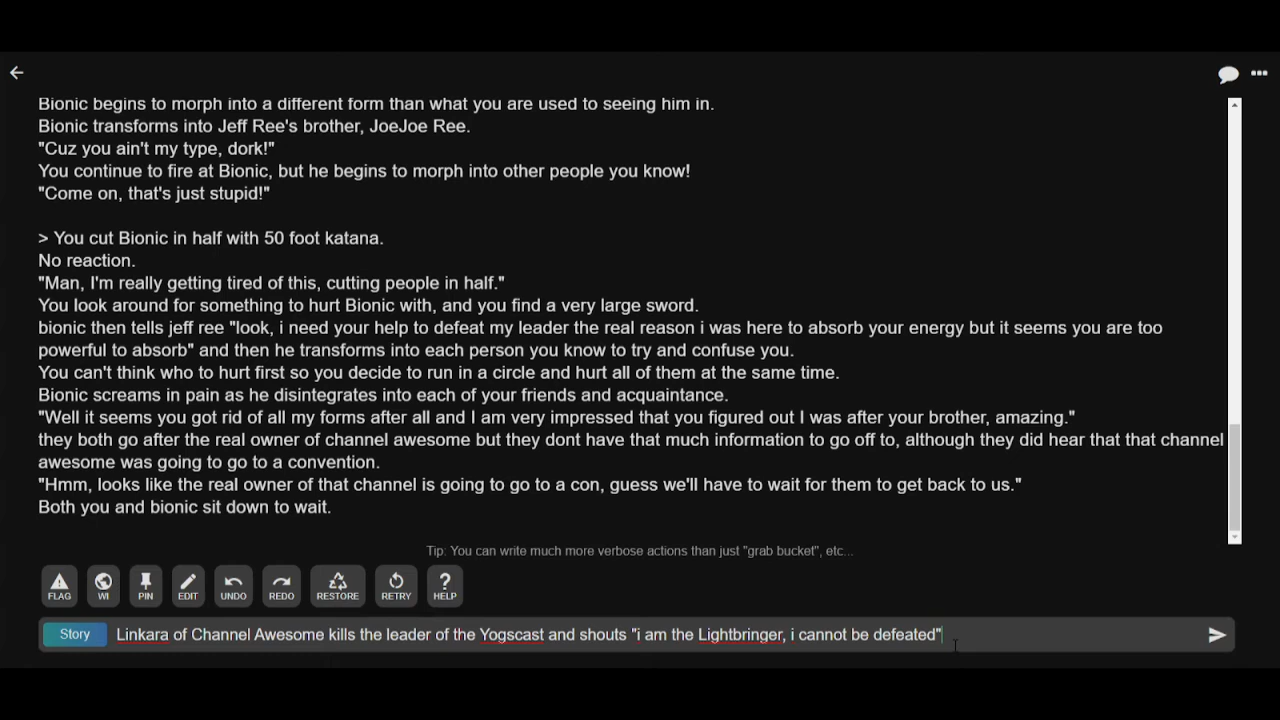 Bionic begins to morph into a different form than what you are used to seeing him in.
Bionic transforms into Jeff Ree's brother, JoeJoe Ree.
"Cuz you ain't my type, dork!"
You continue to fire at Bionic, but he begins to morph into other people you know!
"Come on, that's just stupid!"
> You cut Bionic in half with 50 foot katana.
No reaction.
"Man, I'm really getting tired of this, cutting people in half."
You look around for something to hurt Bionic with, and you find a very large sword.
bionic then tells jeff ree "look, i need your help to defeat my leader the real reason i was here to absorb your energy but it seems you are too
powerful to absorb" and then he transforms into each person you know to try and confuse you.
You can't think who to hurt first so you decide to run in a circle and hurt all of them at the same time.
Bionic screams in pain as he disintegrates into each of your friends and acquaintance.
"Well it seems you got rid of all my forms after all and I am very impressed that you figured out I was after your brother, amazing."
they both go after the real owner of channel awesome but they dont have that much information to go off to, although they did hear that that channel
awesome was going to go to a convention.
"Hmm, looks like the real owner of that channel is going to go to a con, guess we'll have to wait for them to get back to us."
Both you and bionic sit down to wait.
Tip: You can write much more verbose actions than just "grab bucket", etc...
FLAG WI PIN EDIT UNDO REDO RESTORE RETRY HELP
Story Linkara of Channel Awesome kills the leader of the Yogscast and shouts "i am the Lightbringer, i cannot be defeated"